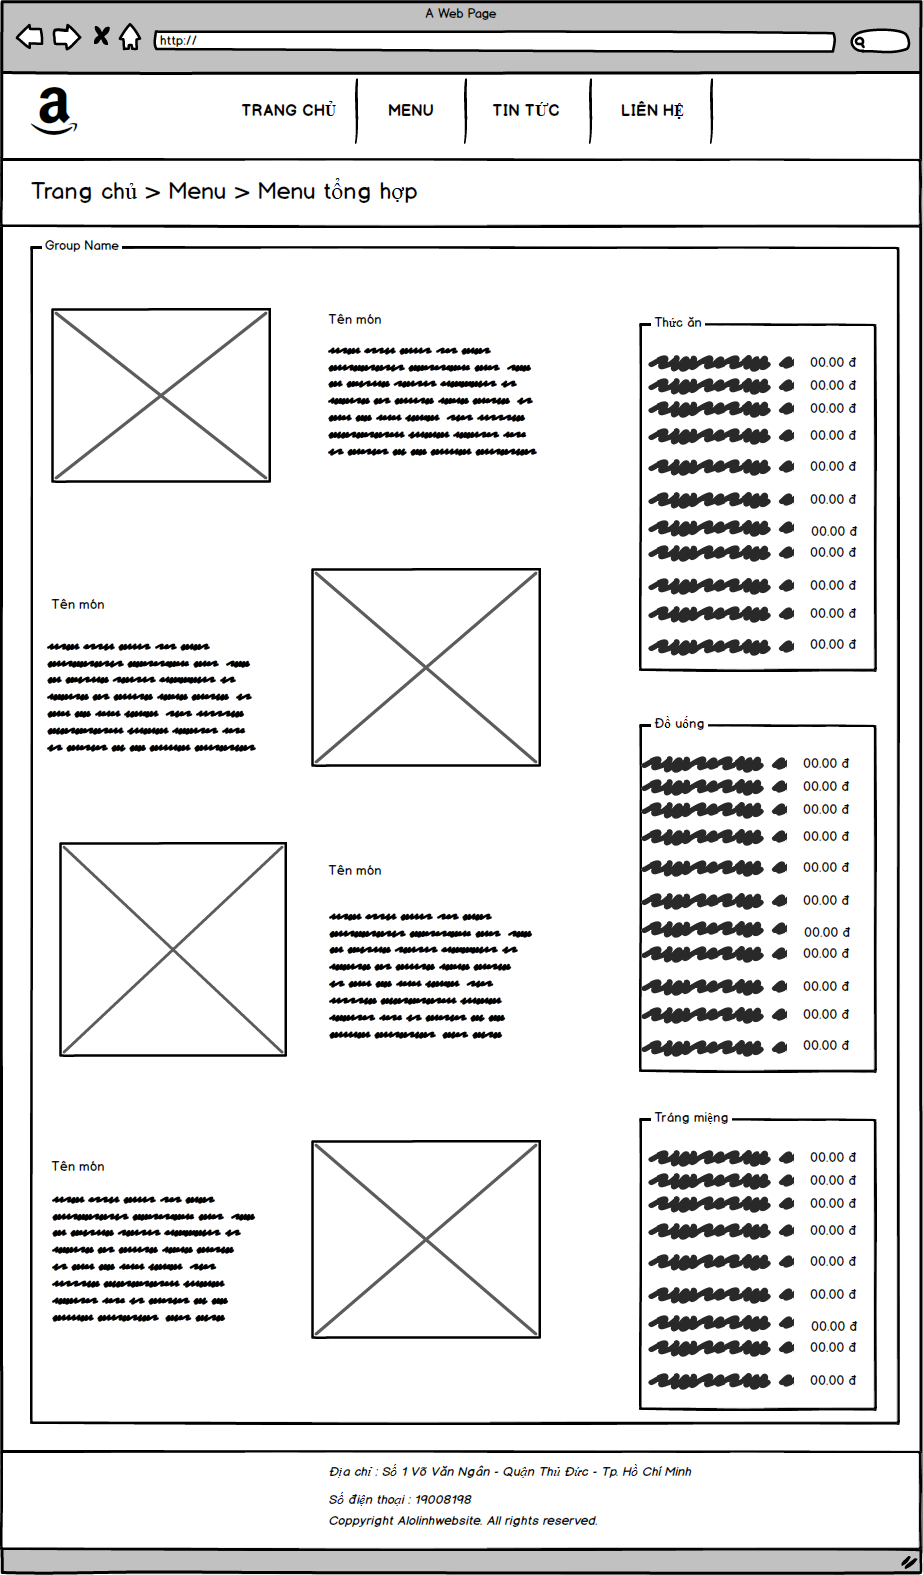 A Web Page
http://
a
TRANG CHỦ
MENU
TIN TỨC
LIÊN HỆ
Trang chủ > Menu > Menu tổng hợp
Group Name
Tên món
Thức ăn
00.00 đ
00.00 đ
00.00 đ
00.00 đ
00.00 đ
00.00 đ
00.00 đ
00.00 đ
00.00 đ
00.00 đ
00.00 đ
Tên món
Đồ uống
00.00 đ
00.00 đ
00.00 đ
00.00 đ
00.00 đ
00.00 đ
00.00 đ
00.00 đ
00.00 đ
00.00 đ
00.00 đ
Tên món
Tráng miệng
00.00 đ
00.00 đ
00.00 đ
00.00 đ
00.00 đ
00.00 đ
00.00 đ
00.00 đ
00.00 đ
Tên món
Địa chỉ : Số 1 Võ Văn Ngân - Quận Thủ Đức - Tp. Hồ Chí Minh
Số điện thoại : 19008198
Coppyright Alolinhwebsite. All rights reserved.